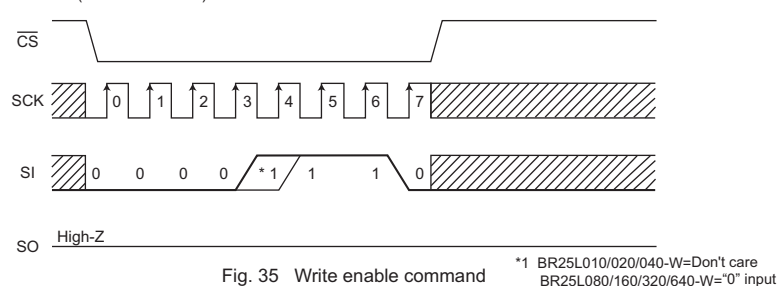 CS
SCK 0 1 2 3 4 5 6 7
SI 0 0 0 0 *1 1 1 0
SO High-Z
Fig. 35 Write enable command
*1 BR25L010/020/040-W=Don't care
BR25L080/160/320/640-W="0" input